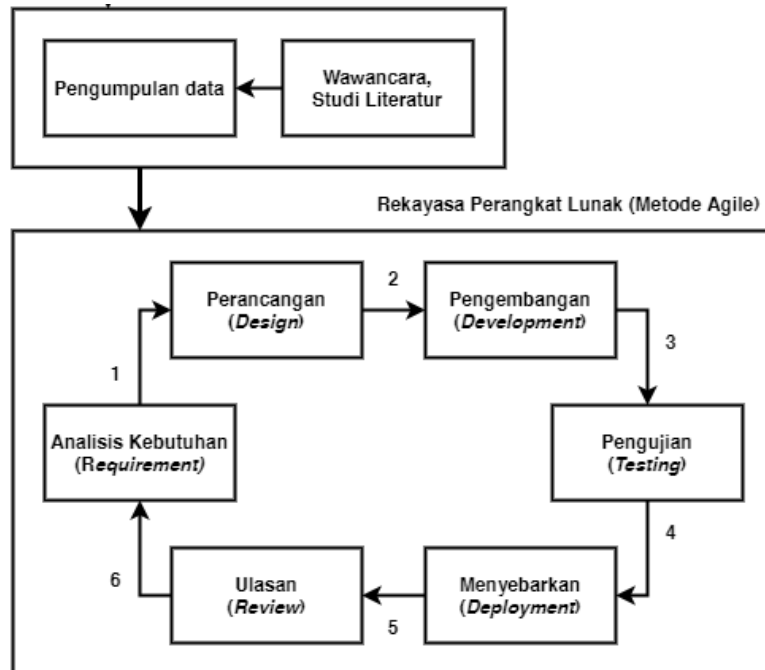 Pengumpulan data
Wawancara,
Studi Literatur
Rekayasa Perangkat Lunak (Metode Agile)
Perancangan
(Design)
2
Pengembangan
(Development)
3
1
Analisis Kebutuhan
(Requirement)
Pengujian
(Testing)
4
6
Ulasan
(Review)
5
Menyebarkan
(Deployment)